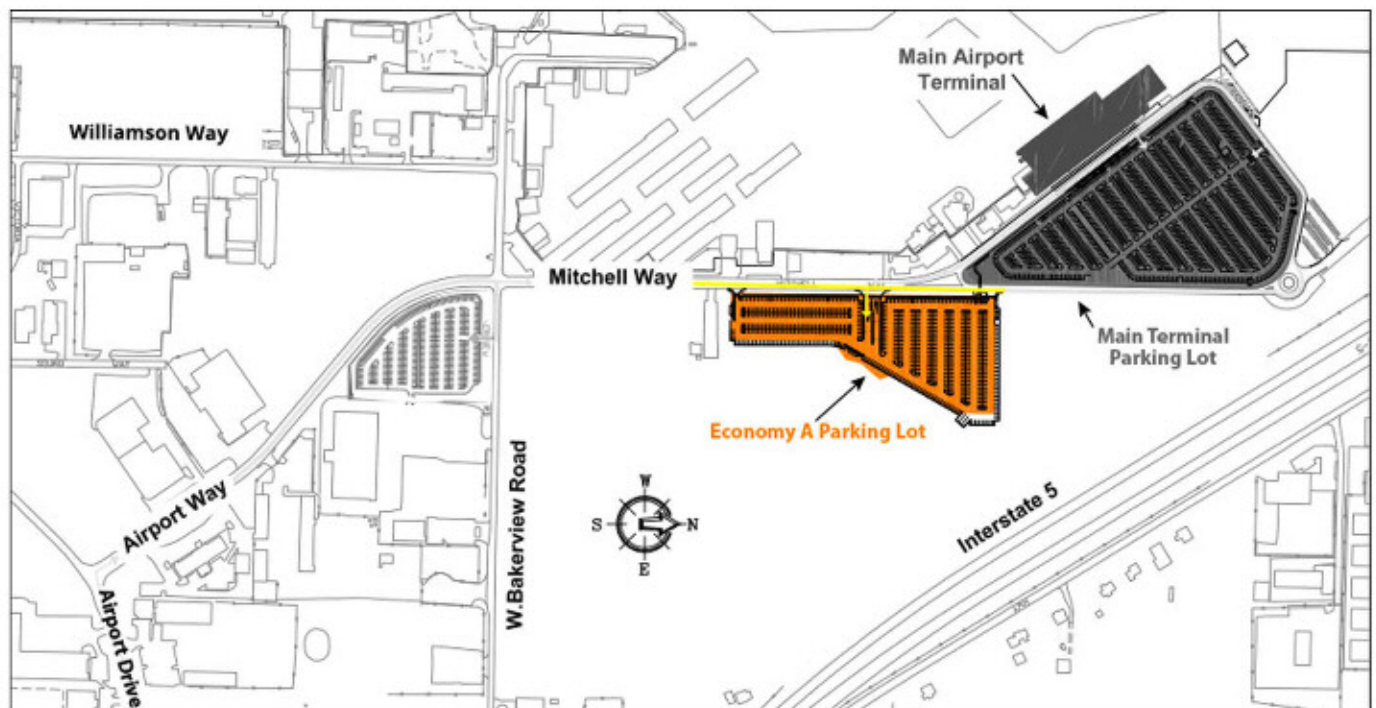 Main Airport
Terminal
Williamson Way
Mitchell Way
Main Terminal
Parking Lot
Economy A Parking Lot
W.Bakerview Road
Airport Way
Interstate 5
W
S
N
E
Airport Drive